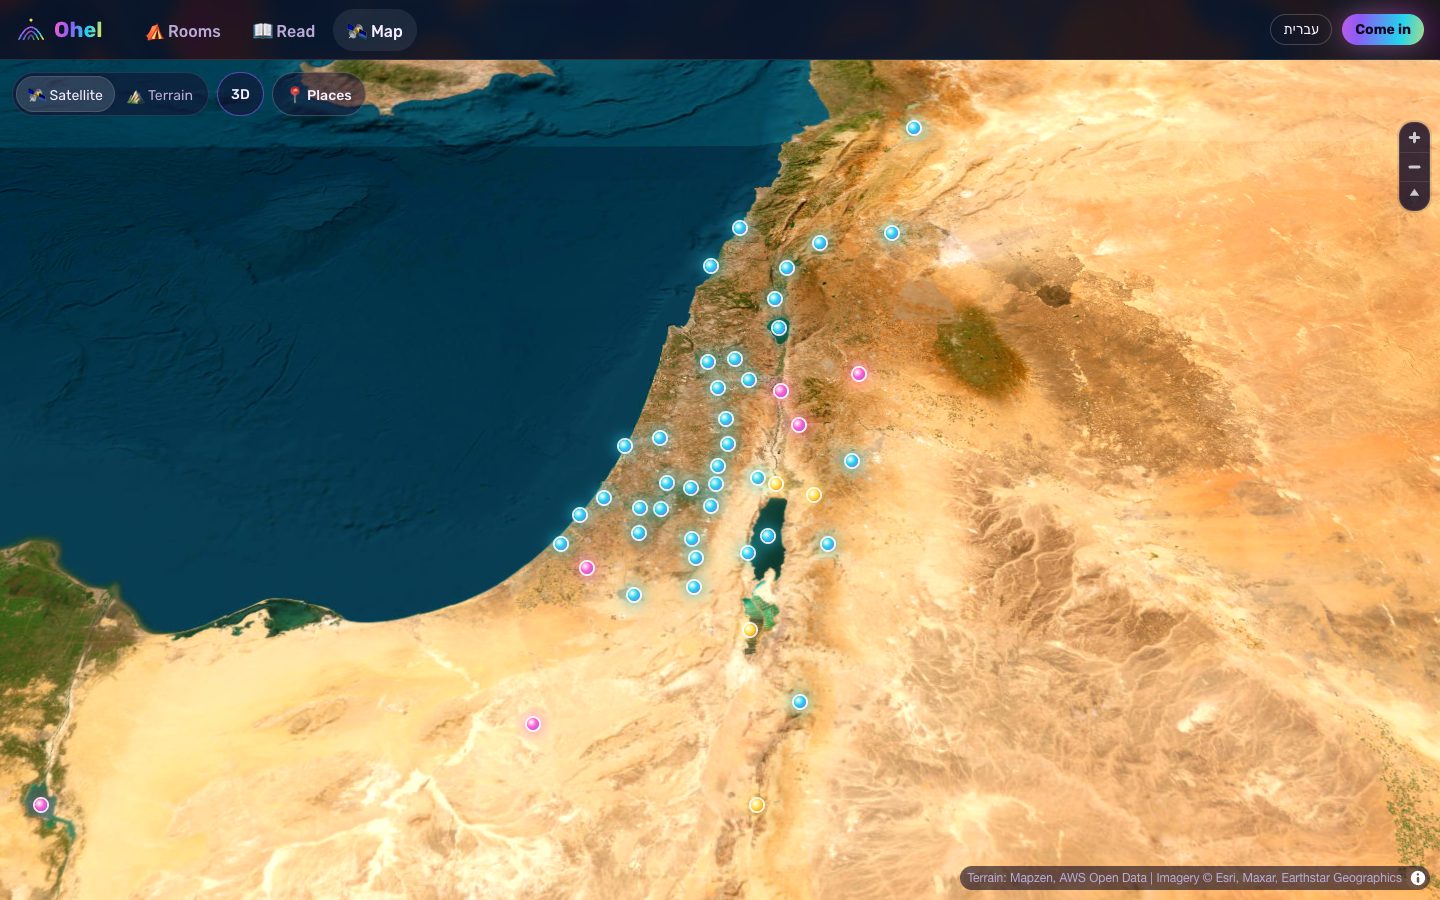 Ohel
Rooms
Read
Map
עברית
Come in
Satellite
Terrain
3D
Places
Terrain: Mapzen, AWS Open Data | Imagery © Esri, Maxar, Earthstar Geographics